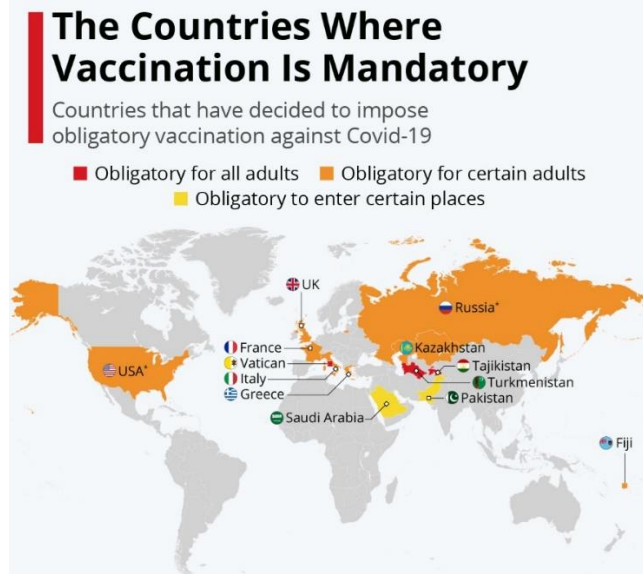 The Countries Where
Vaccination Is Mandatory
Countries that have decided to impose
obligatory vaccination against Covid-19
Obligatory for all adults Obligatory for certain adults
Obligatory to enter certain places
UK
Russia*
France
Kazakhstan
Vatican
Tajikistan
USA*
Italy
Turkmenistan
Greece
Pakistan
Saudi Arabia
Fiji